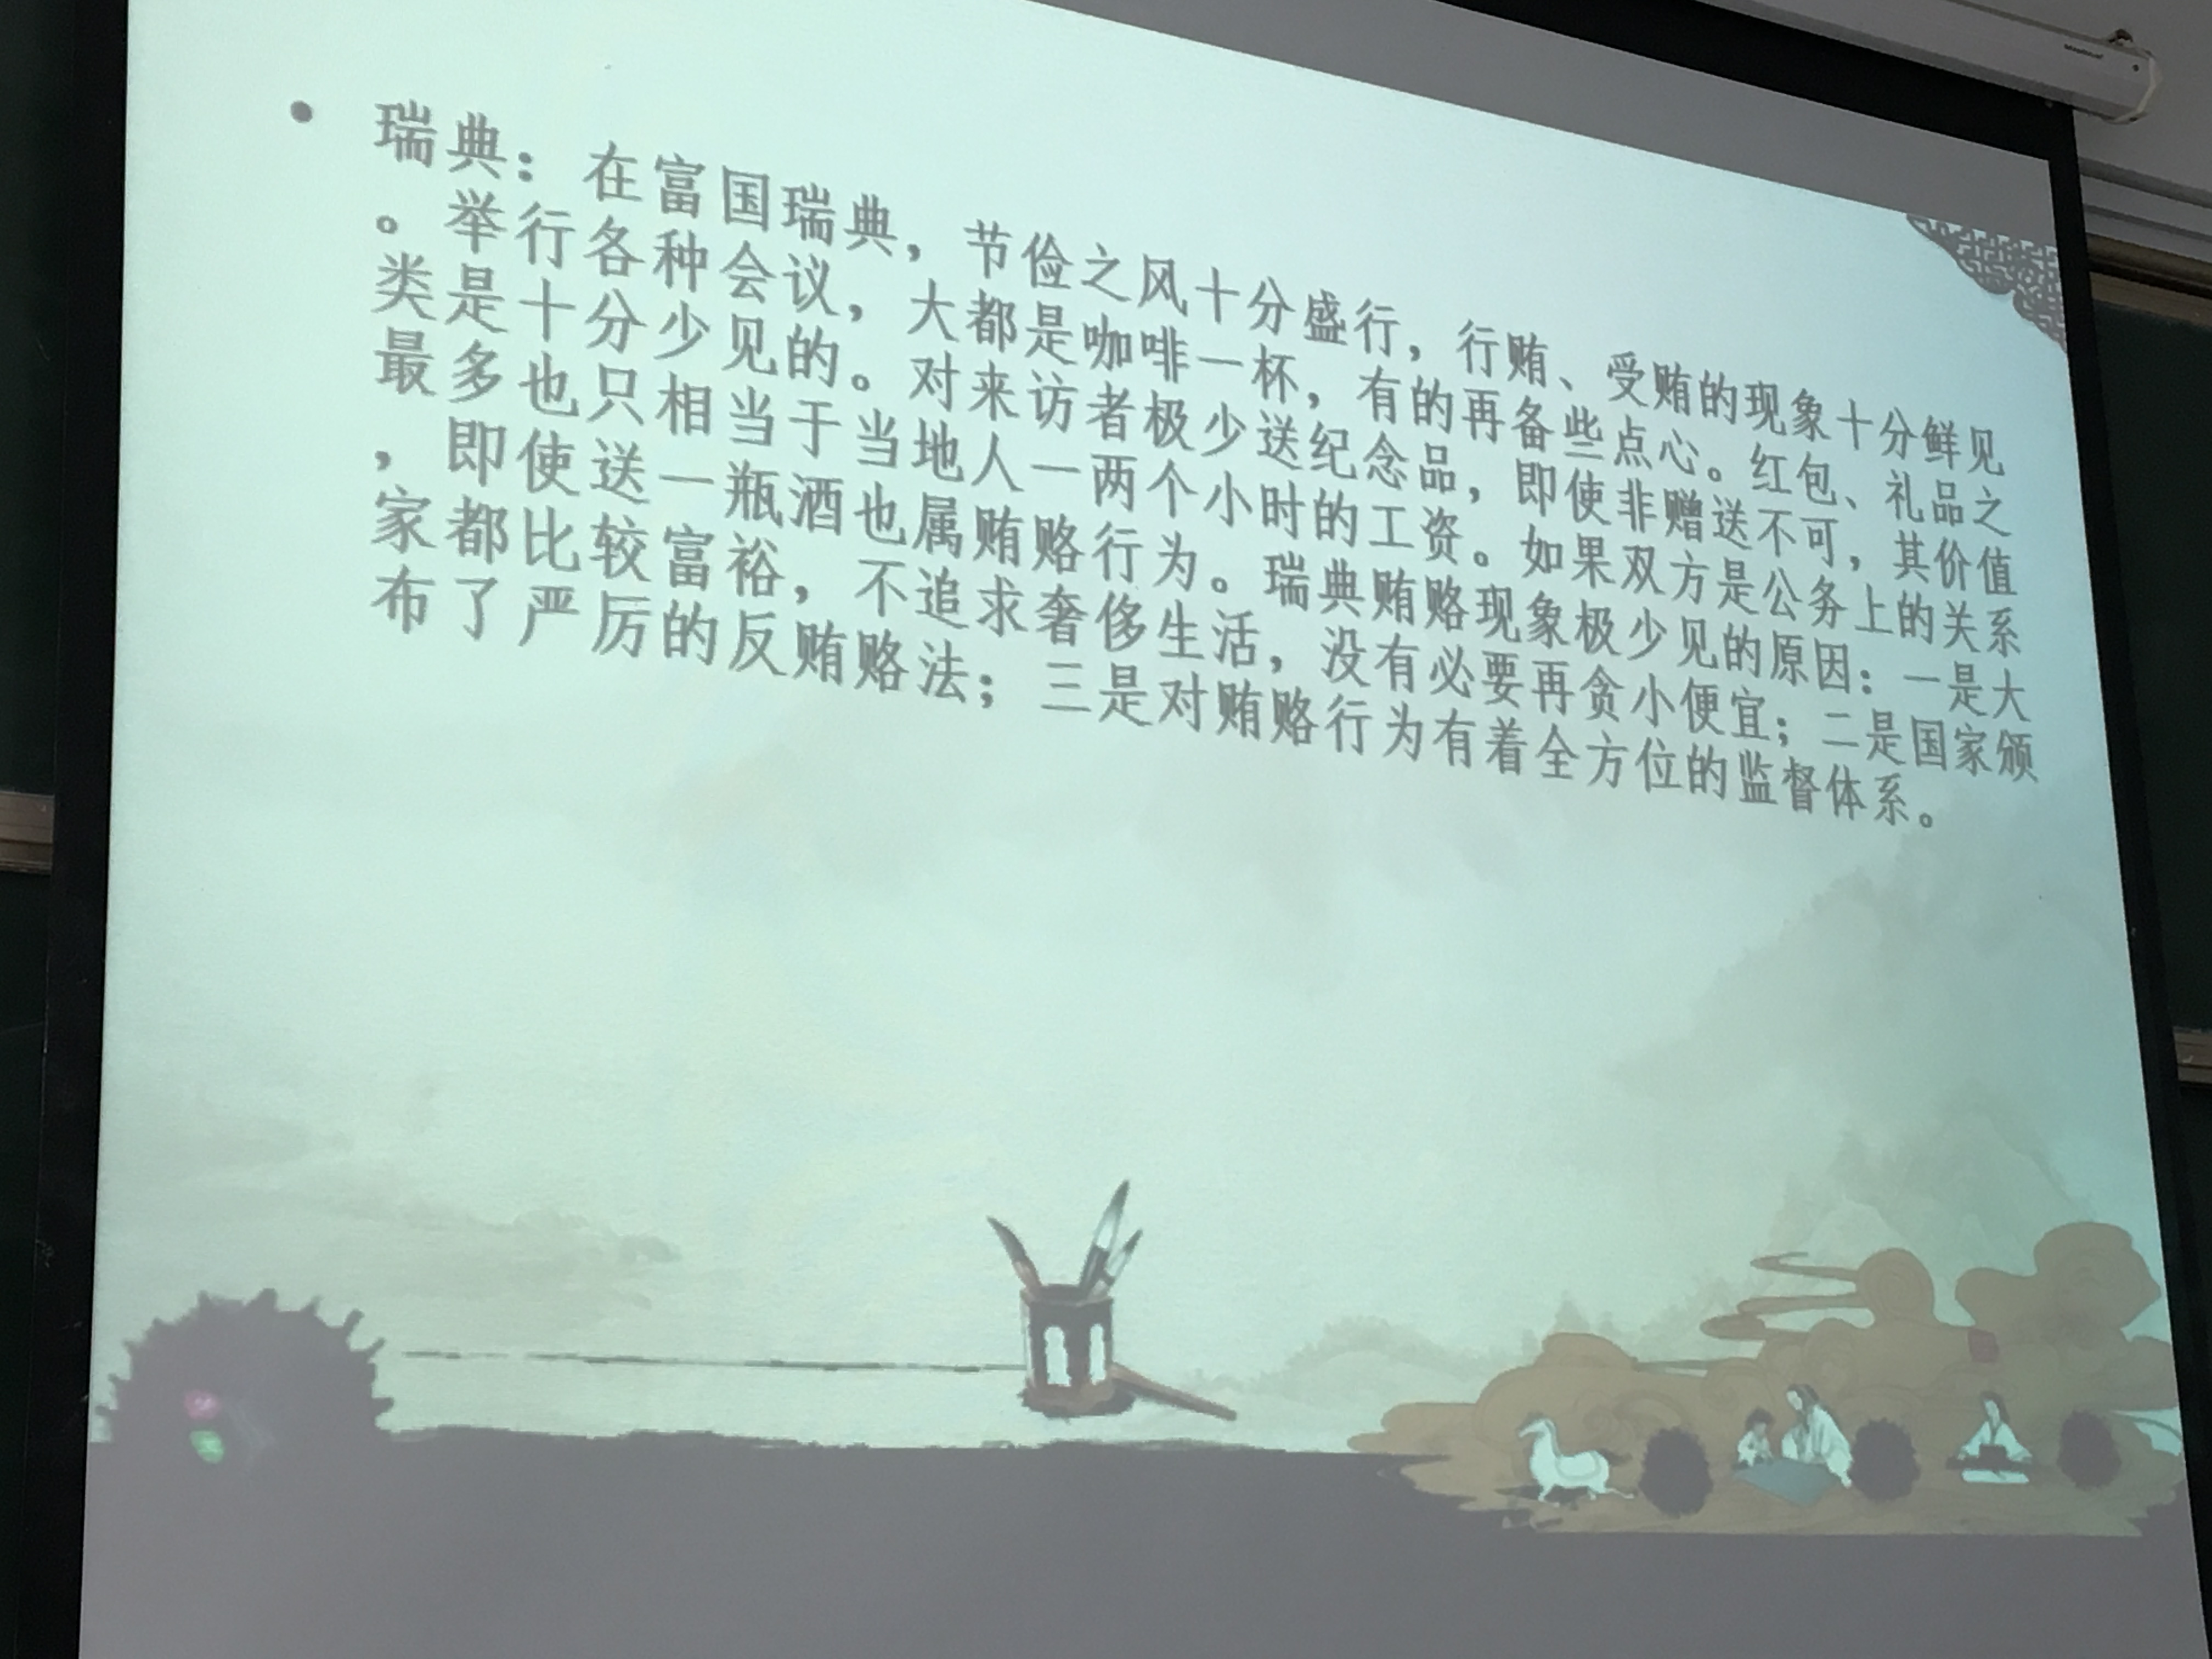 • 瑞典：在富国瑞典，节俭之风十分盛行，行贿、受贿的现象十分鲜见
。举行各种会议，大都是咖啡一杯，有的再备些点心。红包、礼品之
类是十分少见的。对来访者极少送纪念品，即使非赠送不可，其价值
最多也只相当于当地人一两个小时的工资。如果双方是公务上的关系
，即使送一瓶酒也属贿赂行为。瑞典贿赂现象极少见的原因：一是大
家都比较富裕，不追求奢侈生活，没有必要再贪小便宜；二是国家颁
布了严厉的反贿赂法；三是对贿赂行为有着全方位的监督体系。